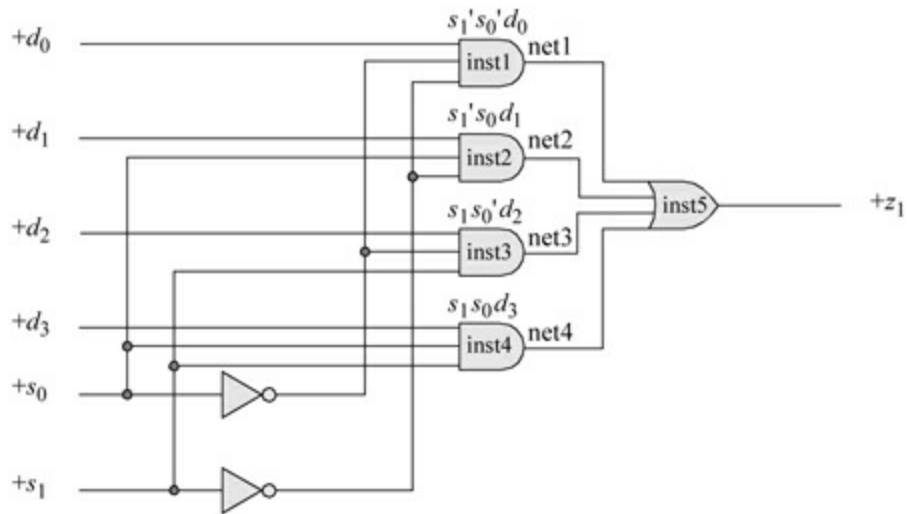 s₁'s₀'d₀
+d₀
net1
inst1
s₁'s₀d₁
+d₁
net2
inst2
s₁s₀'d₂
+d₂
net3
inst3
inst5
+z₁
s₁s₀d₃
+d₃
net4
inst4
+s₀
+s₁